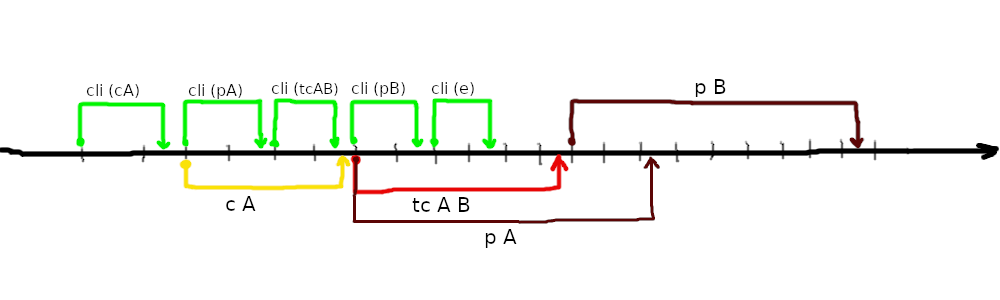 p B
cli (cA)
cli (pA)
cli (tcAB)
cli (pB)
cli (e)
c A
tc A B
p A